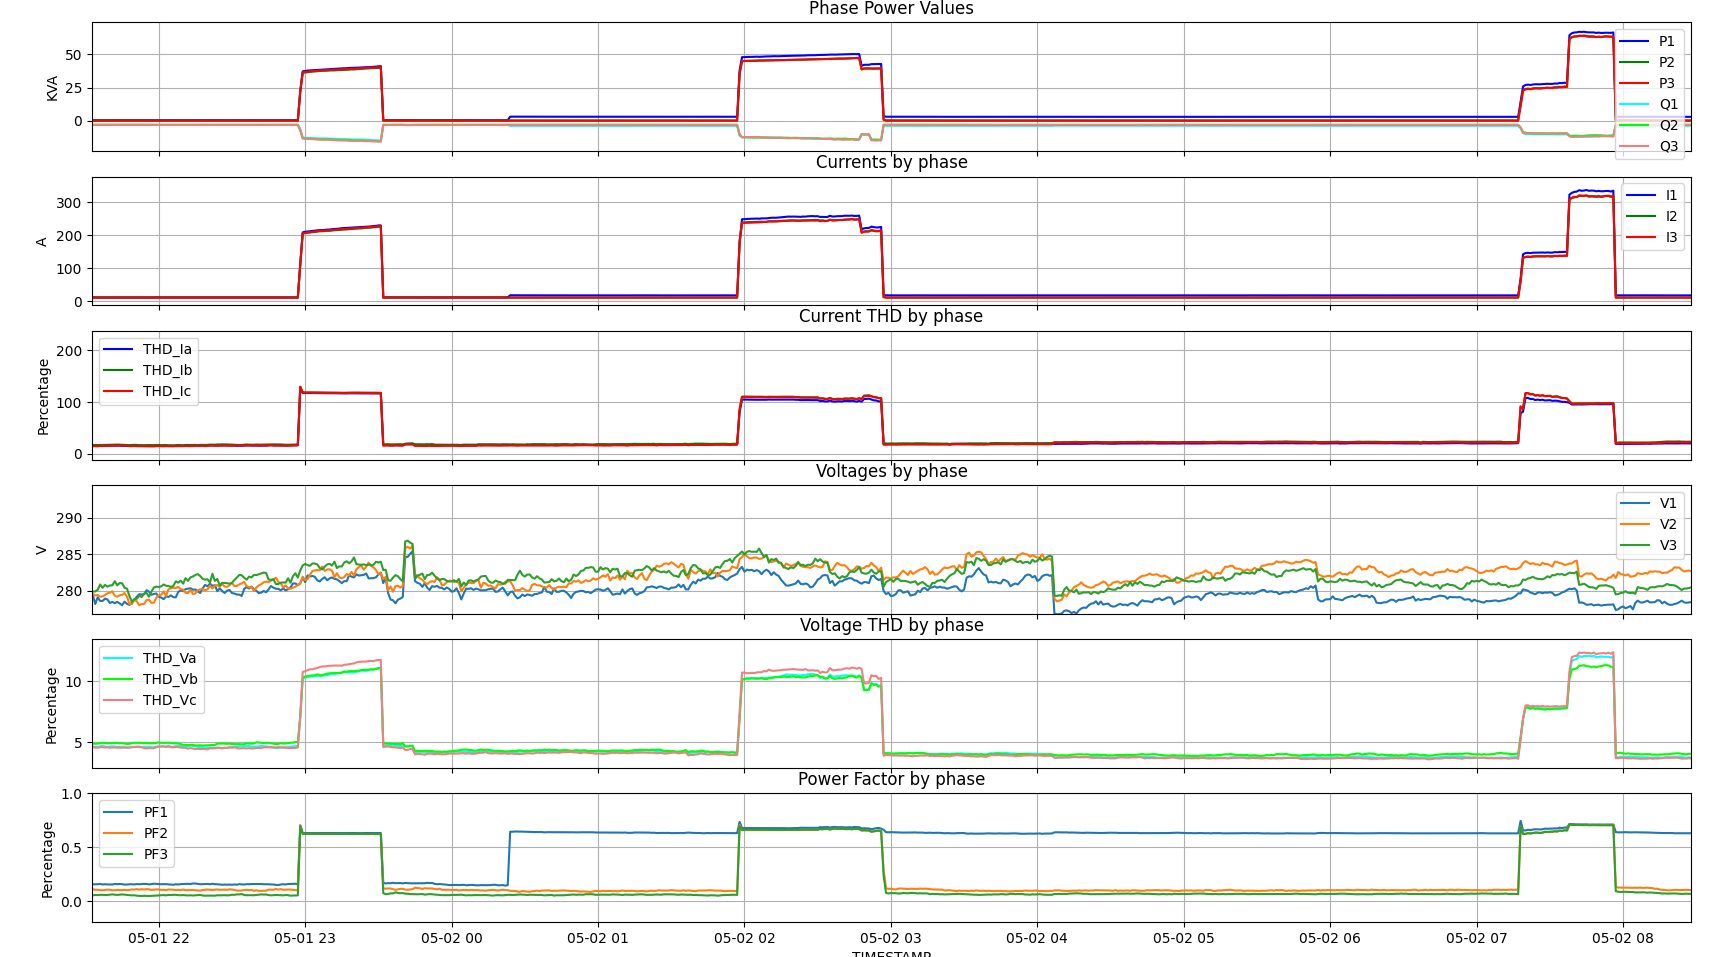 Phase Power Values
50
25
0
KVA
P1
P2
P3
Q1
Q2
Q3
Currents by phase
300
200
100
0
A
I1
I2
I3
Current THD by phase
200
100
0
Percentage
THD_Ia
THD_Ib
THD_Ic
Voltages by phase
290
285
280
V
V1
V2
V3
Voltage THD by phase
10
5
Percentage
THD_Va
THD_Vb
THD_Vc
Power Factor by phase
1.0
0.5
0.0
Percentage
PF1
PF2
PF3
05-01 22 05-01 23 05-02 00 05-02 01 05-02 02 05-02 03 05-02 04 05-02 05 05-02 06 05-02 07 05-02 08
TIMESTAMP